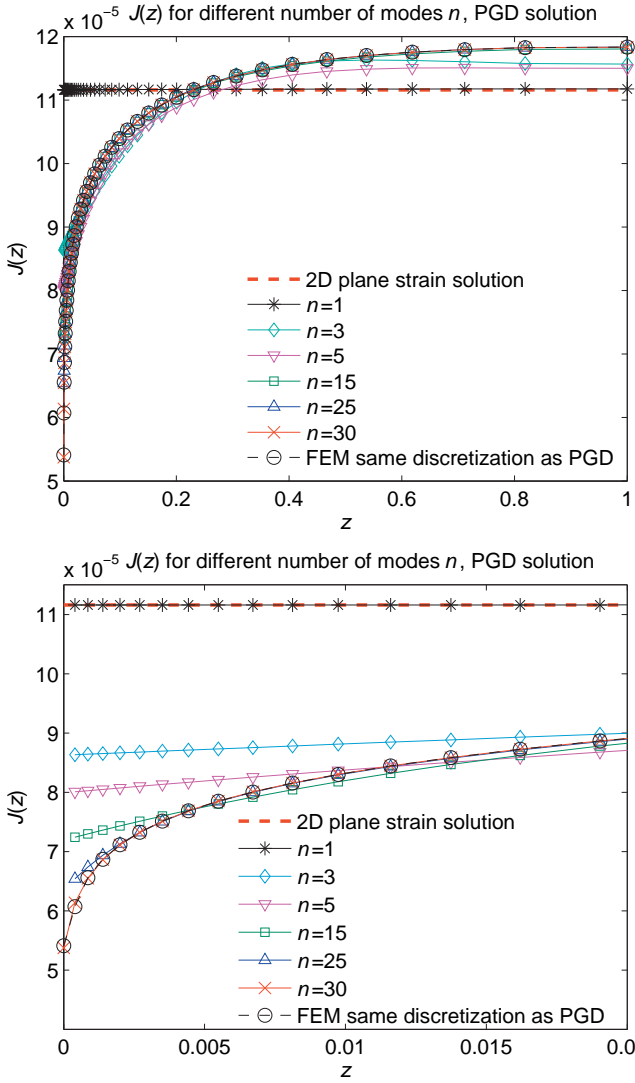 J(z) for different number of modes n, PGD solution
x 10⁻⁵
12
11
10
9
8
7
6
5
J(z)
2D plane strain solution
n=1
n=3
n=5
n=15
n=25
n=30
FEM same discretization as PGD
0
0.2
0.4
0.6
0.8
1
z
J(z) for different number of modes n, PGD solution
x 10⁻⁵
11
10
9
8
7
6
5
J(z)
2D plane strain solution
n=1
n=3
n=5
n=15
n=25
n=30
FEM same discretization as PGD
0
0.005
0.01
0.015
0.0
z